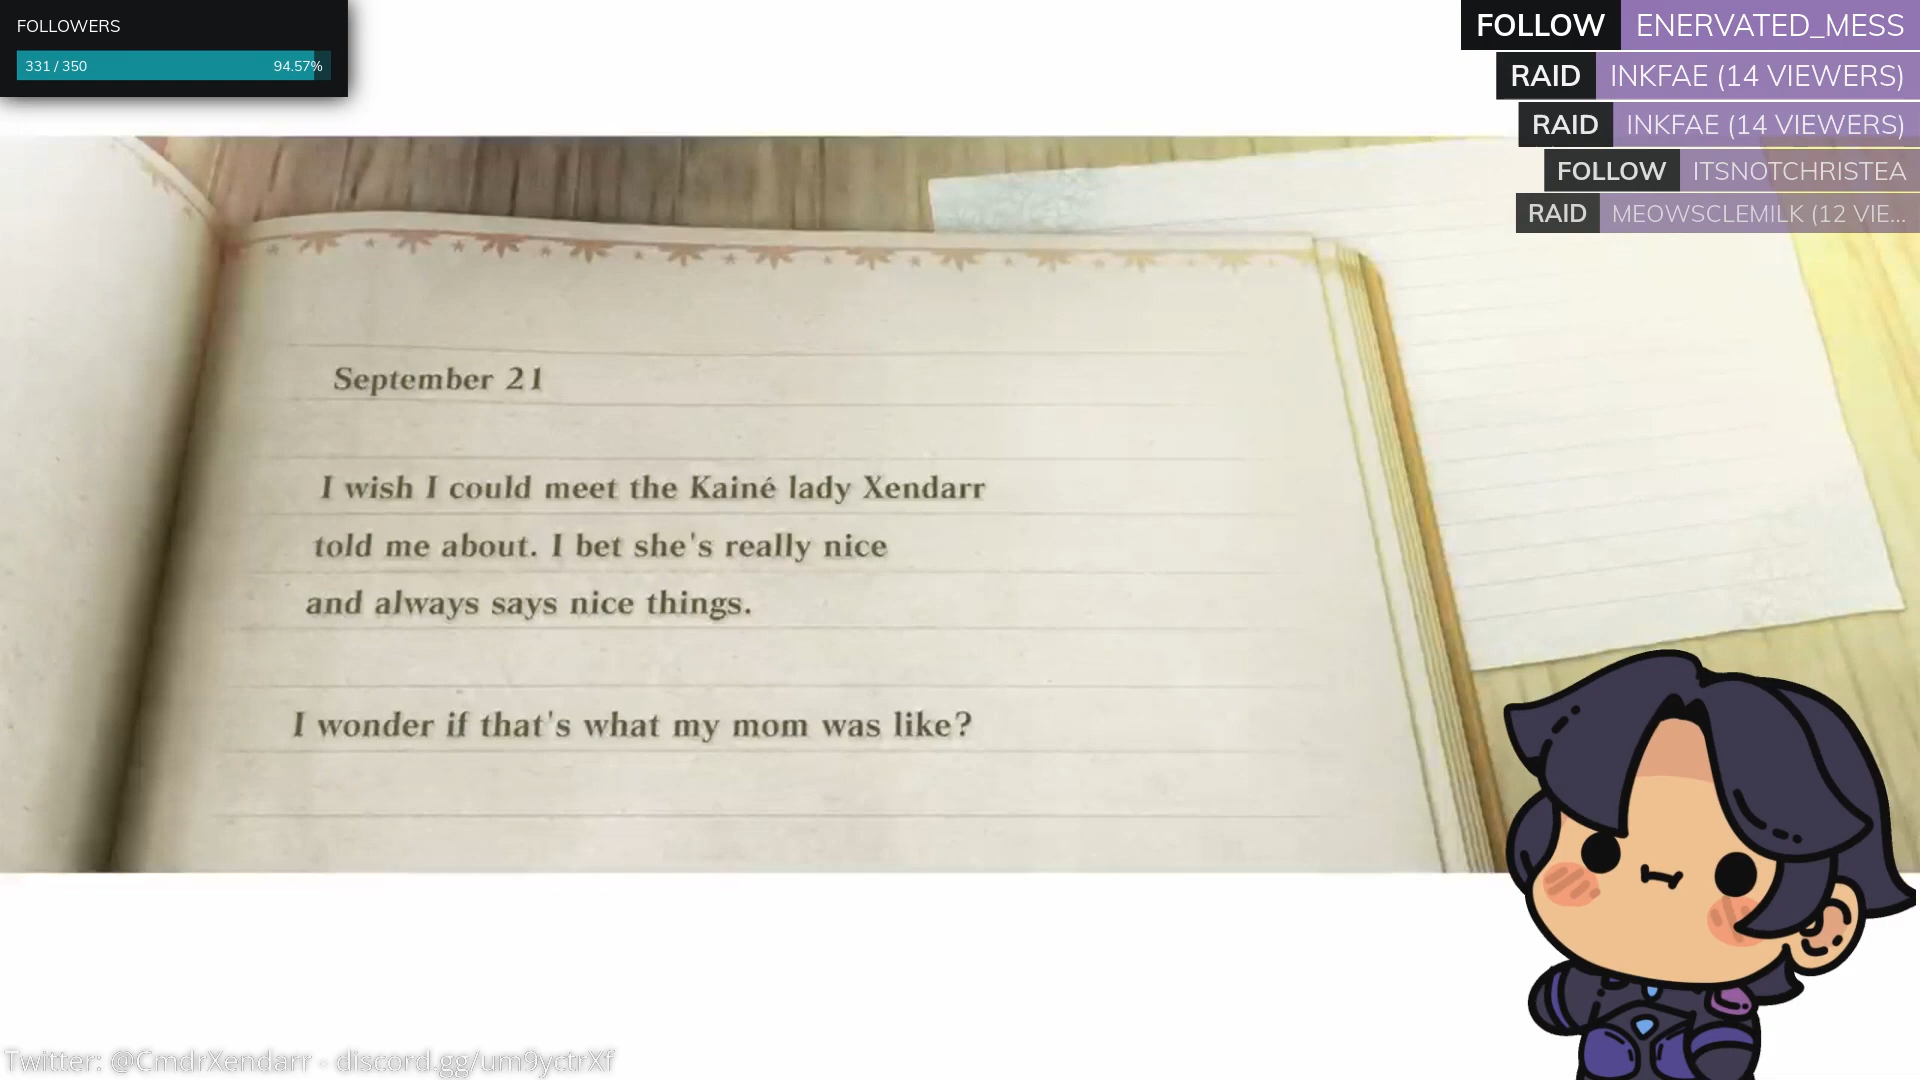 FOLLOWERS
331 / 350 94.57%
FOLLOW ENERVATED_MESS
RAID INKFAE (14 VIEWERS)
RAID INKFAE (14 VIEWERS)
FOLLOW ITSNOTCHRISTEA
RAID MEOWSCLEMILK (12 VIE...
September 21
I wish I could meet the Kainé lady Xendarr
told me about. I bet she's really nice
and always says nice things.
I wonder if that's what my mom was like?
Twitter: @CmdrXendarr - discord.gg/um9yctrXf